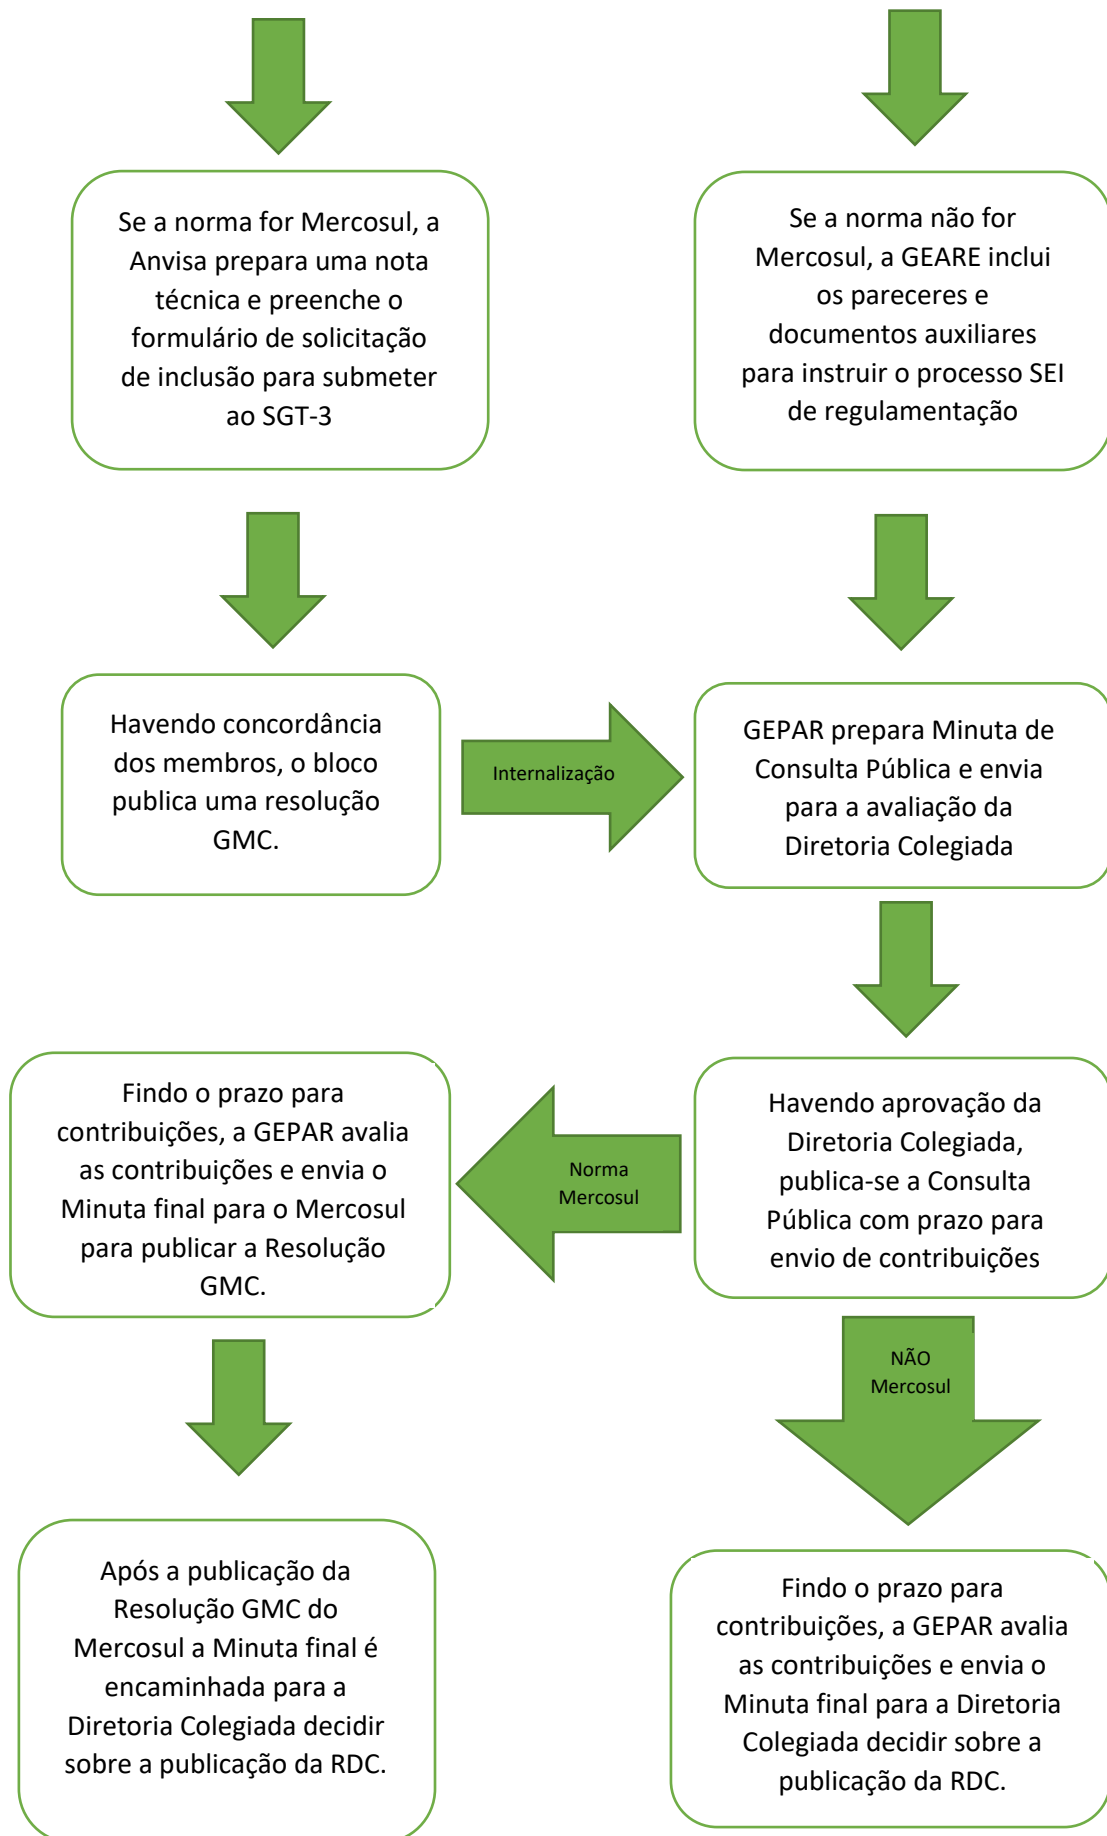 Se a norma for Mercosul, a
Anvisa prepara uma nota
técnica e preenche o
formulário de solicitação
de inclusão para submeter
ao SGT-3
Se a norma não for
Mercosul, a GEARE inclui
os pareceres e
documentos auxiliares
para instruir o processo SEI
de regulamentação
Havendo concordância
dos membros, o bloco
publica uma resolução
GMC.
Internalização
GEPAR prepara Minuta de
Consulta Pública e envia
para a avaliação da
Diretoria Colegiada
Findo o prazo para
contribuições, a GEPAR avalia
as contribuições e envia o
Minuta final para o Mercosul
para publicar a Resolução
GMC.
Norma
Mercosul
Havendo aprovação da
Diretoria Colegiada,
publica-se a Consulta
Pública com prazo para
envio de contribuições
NÃO
Mercosul
Após a publicação da
Resolução GMC do
Mercosul a Minuta final é
encaminhada para a
Diretoria Colegiada decidir
sobre a publicação da RDC.
Findo o prazo para
contribuições, a GEPAR avalia
as contribuições e envia o
Minuta final para a Diretoria
Colegiada decidir sobre a
publicação da RDC.